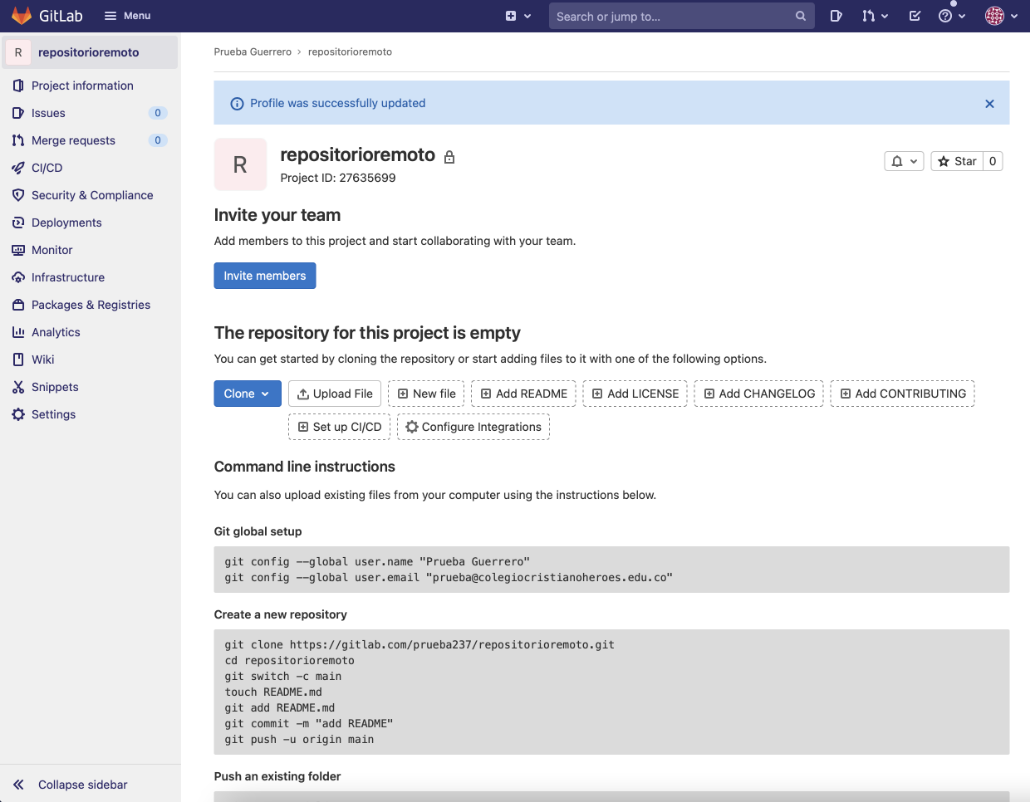 GitLab Menu Search or jump to...
R repositorioremoto
Project information
Issues 0
Merge requests 0
CI/CD
Security & Compliance
Deployments
Monitor
Infrastructure
Packages & Registries
Analytics
Wiki
Snippets
Settings
Collapse sidebar
Prueba Guerrero › repositorioremoto
Profile was successfully updated
R
repositorioremoto
Project ID: 27635699
Star 0
Invite your team
Add members to this project and start collaborating with your team.
Invite members
The repository for this project is empty
You can get started by cloning the repository or start adding files to it with one of the following options.
Clone Upload File New file Add README Add LICENSE Add CHANGELOG Add CONTRIBUTING
Set up CI/CD Configure Integrations
Command line instructions
You can also upload existing files from your computer using the instructions below.
Git global setup
git config --global user.name "Prueba Guerrero"
git config --global user.email "prueba@colegiocristianoheroes.edu.co"
Create a new repository
git clone https://gitlab.com/prueba237/repositorioremoto.git
cd repositorioremoto
git switch -c main
touch README.md
git add README.md
git commit -m "add README"
git push -u origin main
Push an existing folder